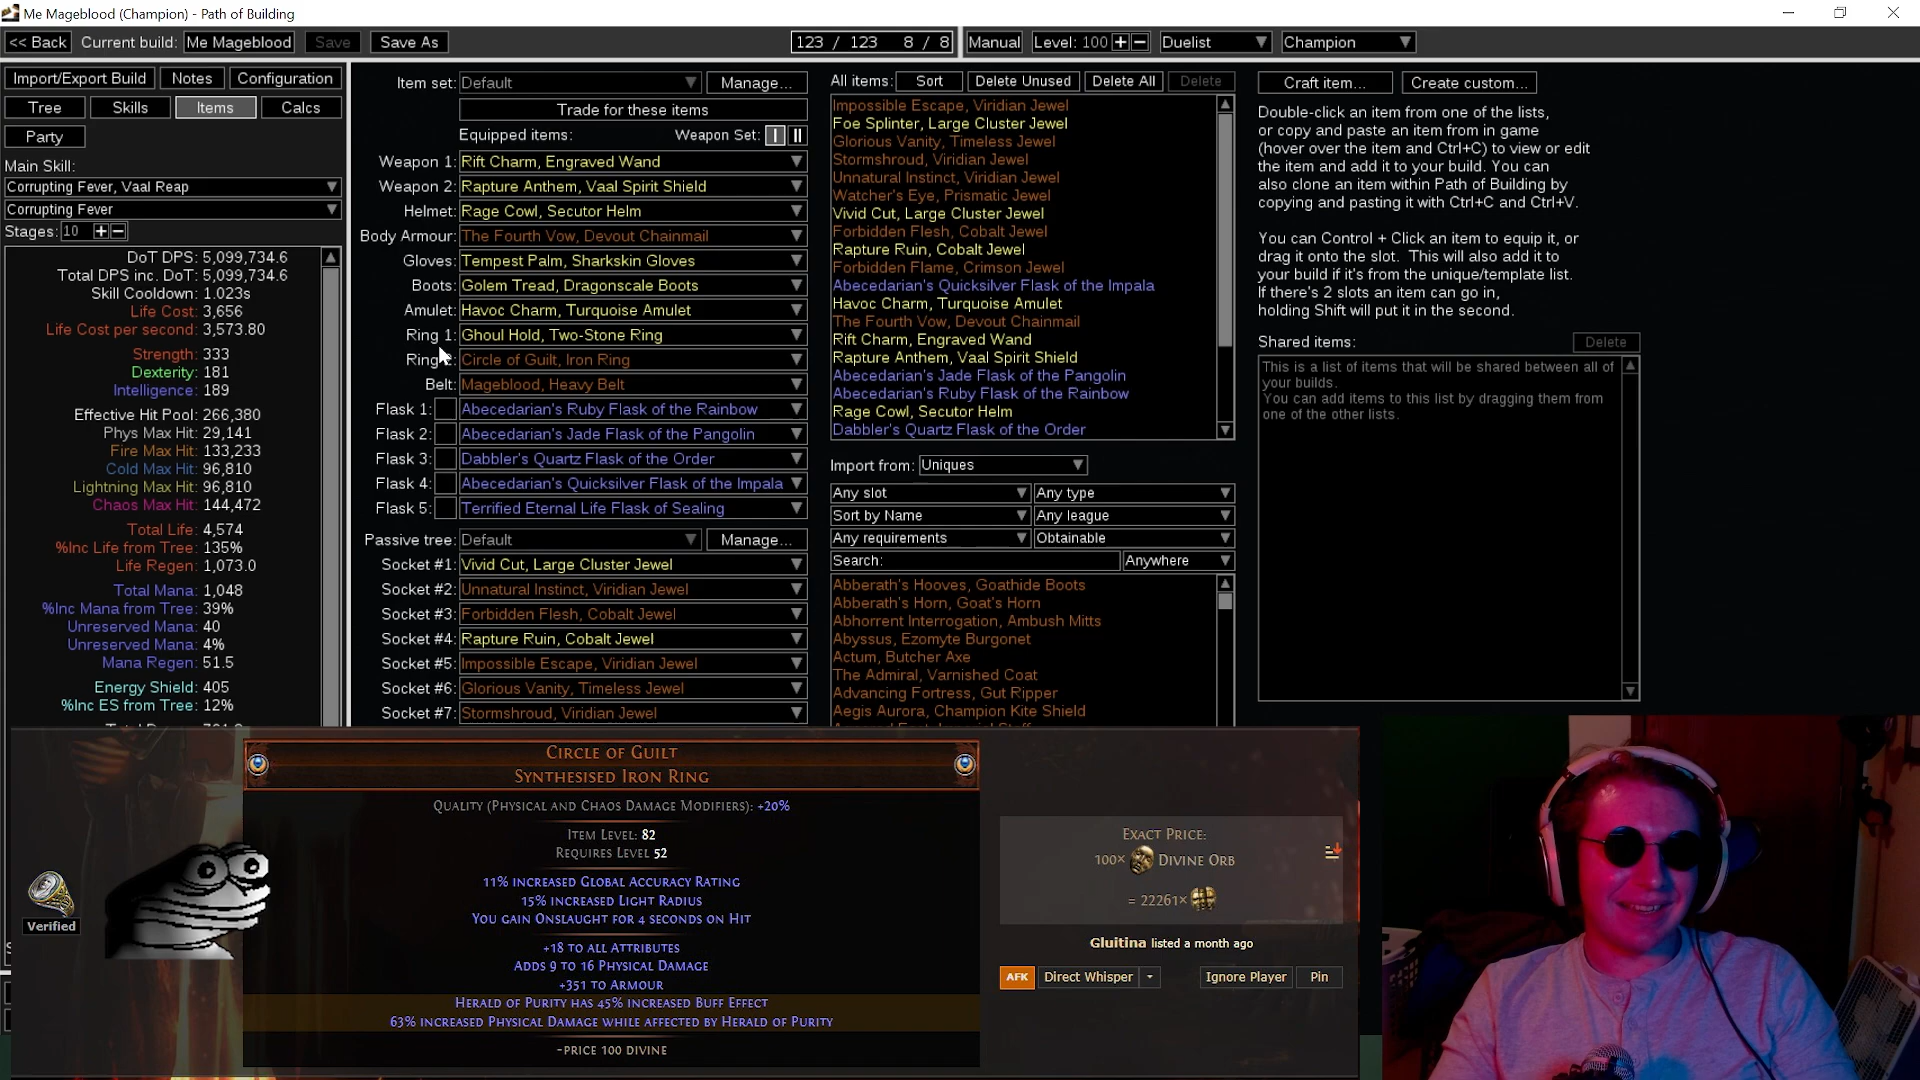 Me Mageblood (Champion) - Path of Building
<< Back Current build: Me Mageblood Save Save As 123 / 123 8 / 8 Manual Level: 100 + - Duelist Champion
Import/Export Build Notes Configuration
Tree Skills Items Calcs
Party
Main Skill:
Corrupting Fever, Vaal Reap
Corrupting Fever
Stages: 10 + -
DoT DPS: 5,099,734.6
Total DPS inc. DoT: 5,099,734.6
Skill Cooldown: 1.023s
Life Cost: 3,656
Life Cost per second: 3,573.80
Strength: 333
Dexterity: 181
Intelligence: 189
Effective Hit Pool: 266,380
Phys Max Hit: 29,141
Fire Max Hit: 133,233
Cold Max Hit: 96,810
Lightning Max Hit: 96,810
Chaos Max Hit: 144,472
Total Life: 4,574
%Inc Life from Tree: 135%
Life Regen: 1,073.0
Total Mana: 1,048
%Inc Mana from Tree: 39%
Unreserved Mana: 40
Unreserved Mana: 4%
Mana Regen: 51.5
Energy Shield: 405
%Inc ES from Tree: 12%
Item set: Default Manage...
Trade for these items
Equipped items: Weapon Set: I II
Weapon 1: Rift Charm, Engraved Wand
Weapon 2: Rapture Anthem, Vaal Spirit Shield
Helmet: Rage Cowl, Secutor Helm
Body Armour: The Fourth Vow, Devout Chainmail
Gloves: Tempest Palm, Sharkskin Gloves
Boots: Golem Tread, Dragonscale Boots
Amulet: Havoc Charm, Turquoise Amulet
Ring 1: Ghoul Hold, Two-Stone Ring
Ring 2: Circle of Guilt, Iron Ring
Belt: Mageblood, Heavy Belt
Flask 1: Abecedarian's Ruby Flask of the Rainbow
Flask 2: Abecedarian's Jade Flask of the Pangolin
Flask 3: Dabbler's Quartz Flask of the Order
Flask 4: Abecedarian's Quicksilver Flask of the Impala
Flask 5: Terrified Eternal Life Flask of Sealing
Passive tree: Default Manage...
Socket #1: Vivid Cut, Large Cluster Jewel
Socket #2: Unnatural Instinct, Viridian Jewel
Socket #3: Forbidden Flesh, Cobalt Jewel
Socket #4: Rapture Ruin, Cobalt Jewel
Socket #5: Impossible Escape, Viridian Jewel
Socket #6: Glorious Vanity, Timeless Jewel
Socket #7: Stormshroud, Viridian Jewel
All items: Sort Delete Unused Delete All Delete
Impossible Escape, Viridian Jewel
Foe Splinter, Large Cluster Jewel
Glorious Vanity, Timeless Jewel
Stormshroud, Viridian Jewel
Unnatural Instinct, Viridian Jewel
Watcher's Eye, Prismatic Jewel
Vivid Cut, Large Cluster Jewel
Forbidden Flesh, Cobalt Jewel
Rapture Ruin, Cobalt Jewel
Forbidden Flame, Crimson Jewel
Abecedarian's Quicksilver Flask of the Impala
Havoc Charm, Turquoise Amulet
The Fourth Vow, Devout Chainmail
Rift Charm, Engraved Wand
Rapture Anthem, Vaal Spirit Shield
Abecedarian's Jade Flask of the Pangolin
Abecedarian's Ruby Flask of the Rainbow
Rage Cowl, Secutor Helm
Dabbler's Quartz Flask of the Order
Import from: Uniques
Any slot Any type
Sort by Name Any league
Any requirements Obtainable
Search: Anywhere
Abberath's Hooves, Goathide Boots
Abberath's Horn, Goat's Horn
Abhorrent Interrogation, Ambush Mitts
Abyssus, Ezomyte Burgonet
Actum, Butcher Axe
The Admiral, Varnished Coat
Advancing Fortress, Gut Ripper
Aegis Aurora, Champion Kite Shield
Craft item... Create custom...
Double-click an item from one of the lists,
or copy and paste an item from in game
(hover over the item and Ctrl+C) to view or edit
the item and add it to your build. You can
also clone an item within Path of Building by
copying and pasting it with Ctrl+C and Ctrl+V.
You can Control + Click an item to equip it, or
drag it onto the slot. This will also add it to
your build if it's from the unique/template list.
If there's 2 slots an item can go in,
holding Shift will put it in the second.
Shared items: Delete
This is a list of items that will be shared between all of
your builds.
You can add items to this list by dragging them from
one of the other lists.
Verified
CIRCLE OF GUILT
SYNTHESISED IRON RING
QUALITY (PHYSICAL AND CHAOS DAMAGE MODIFIERS): +20%
ITEM LEVEL: 82
REQUIRES LEVEL 52
11% INCREASED GLOBAL ACCURACY RATING
15% INCREASED LIGHT RADIUS
YOU GAIN ONSLAUGHT FOR 4 SECONDS ON HIT
+18 TO ALL ATTRIBUTES
ADDS 9 TO 16 PHYSICAL DAMAGE
+351 TO ARMOUR
HERALD OF PURITY HAS 45% INCREASED BUFF EFFECT
63% INCREASED PHYSICAL DAMAGE WHILE AFFECTED BY HERALD OF PURITY
~PRICE 100 DIVINE
EXACT PRICE:
100× DIVINE ORB
= 22261×
Gluitina listed a month ago
AFK Direct Whisper Ignore Player Pin